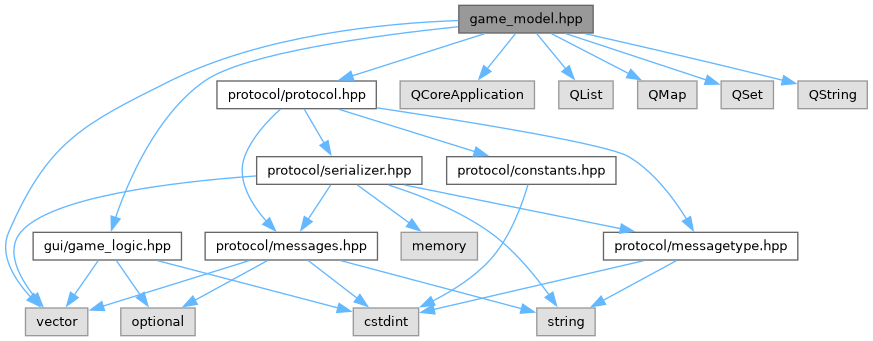 game_model.hpp
protocol/protocol.hpp
QCoreApplication
QList
QMap
QSet
QString
protocol/serializer.hpp
protocol/constants.hpp
gui/game_logic.hpp
protocol/messages.hpp
memory
protocol/messagetype.hpp
vector
optional
cstdint
string